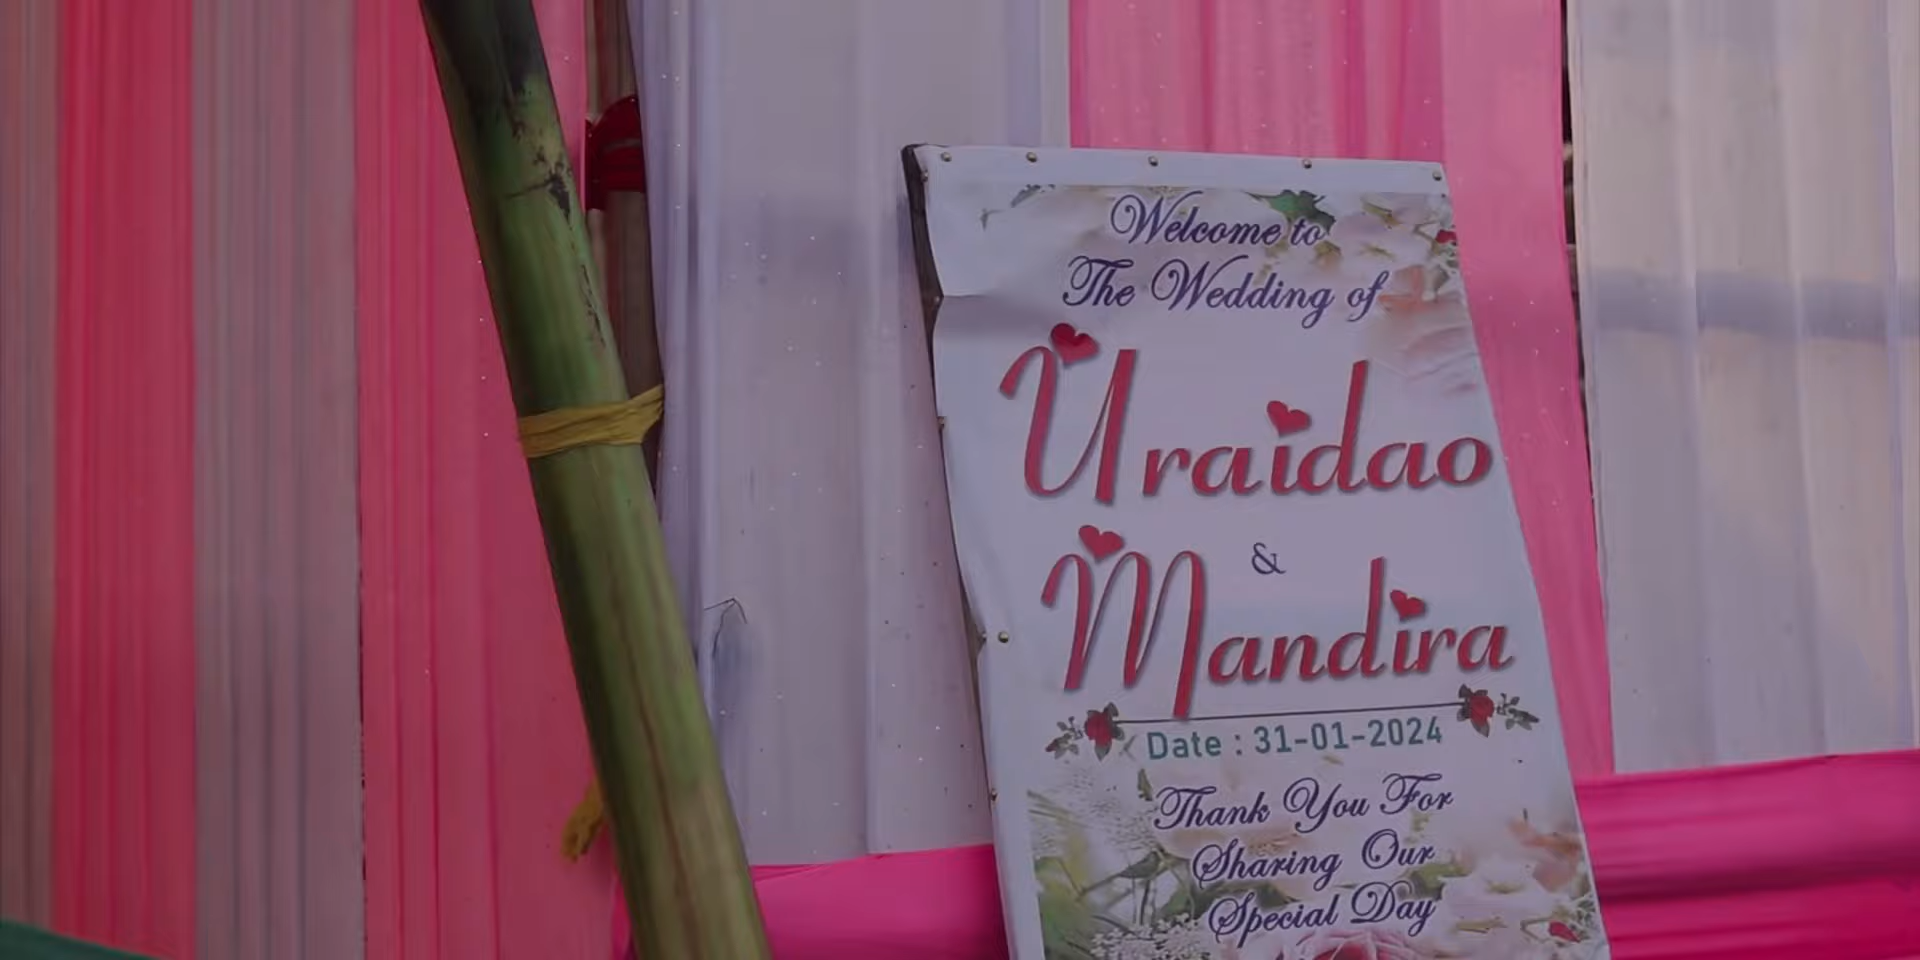 Welcome to
The Wedding of
Uraidao
&
Mandira
Date : 31-01-2024
Thank You For
Sharing Our
Special Day